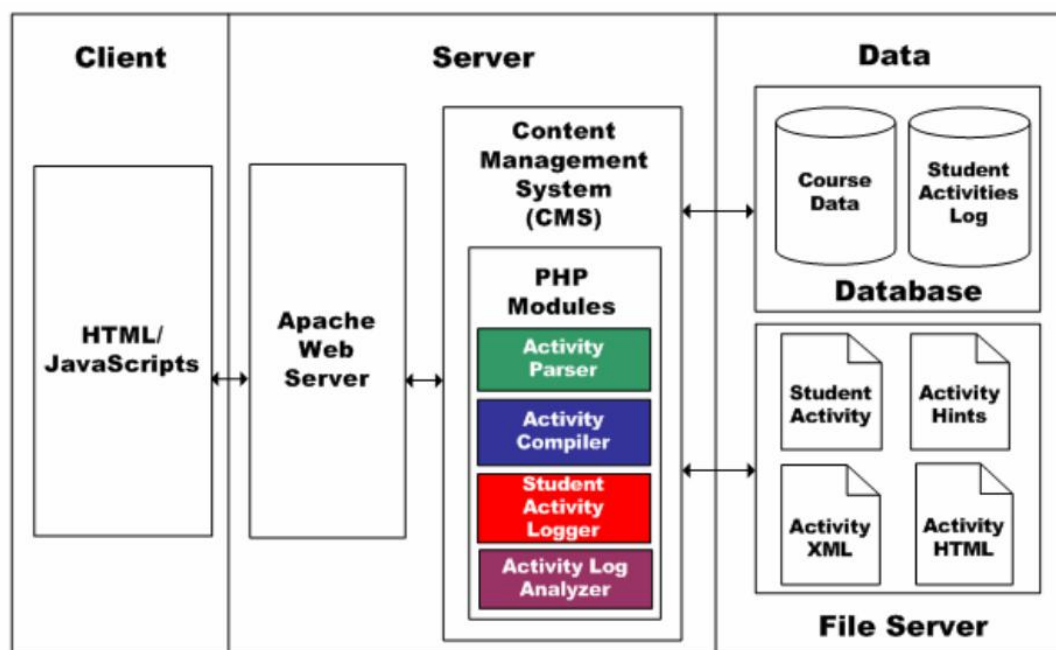 Client
HTML/
JavaScripts
Server
Apache
Web
Server
Content
Management
System
(CMS)
PHP
Modules
Activity
Parser
Activity
Compiler
Student
Activity
Logger
Activity Log
Analyzer
Data
Course
Data
Student
Activities
Log
Database
Student
Activity
Activity
Hints
Activity
XML
Activity
HTML
File Server